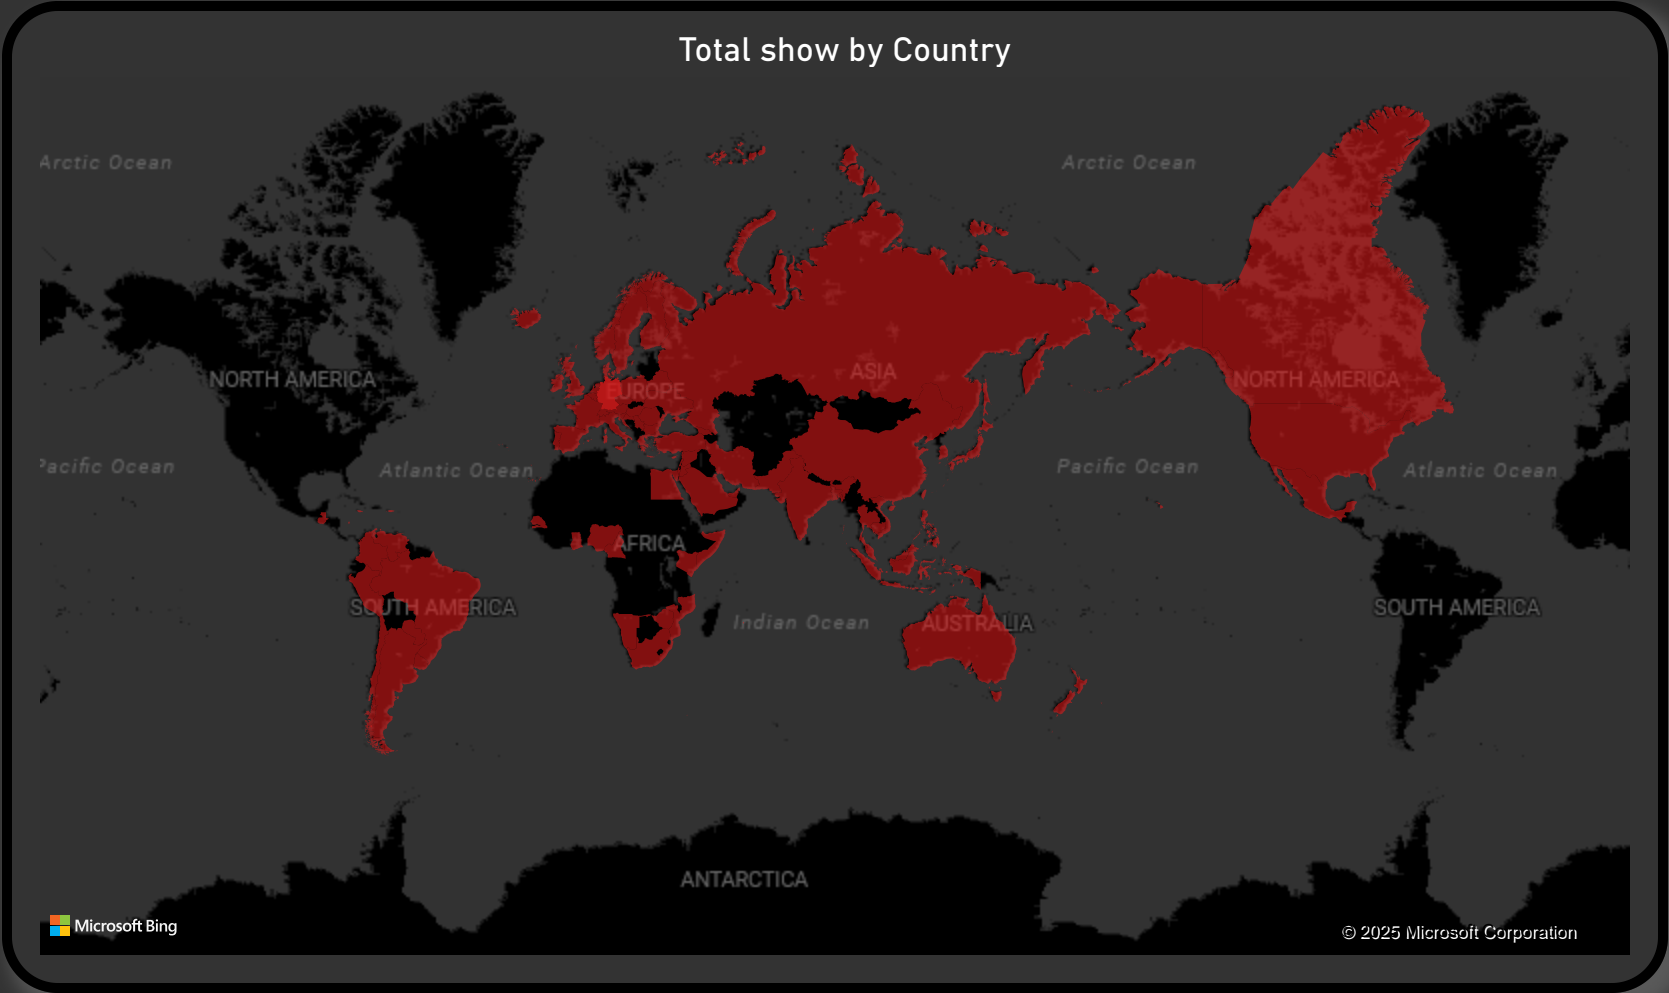 Total show by Country
Arctic Ocean
Arctic Ocean
NORTH AMERICA
EUROPE
ASIA
NORTH AMERICA
Pacific Ocean
Atlantic Ocean
Pacific Ocean
Atlantic Ocean
AFRICA
SOUTH AMERICA
Indian Ocean
AUSTRALIA
SOUTH AMERICA
ANTARCTICA
Microsoft Bing
© 2025 Microsoft Corporation